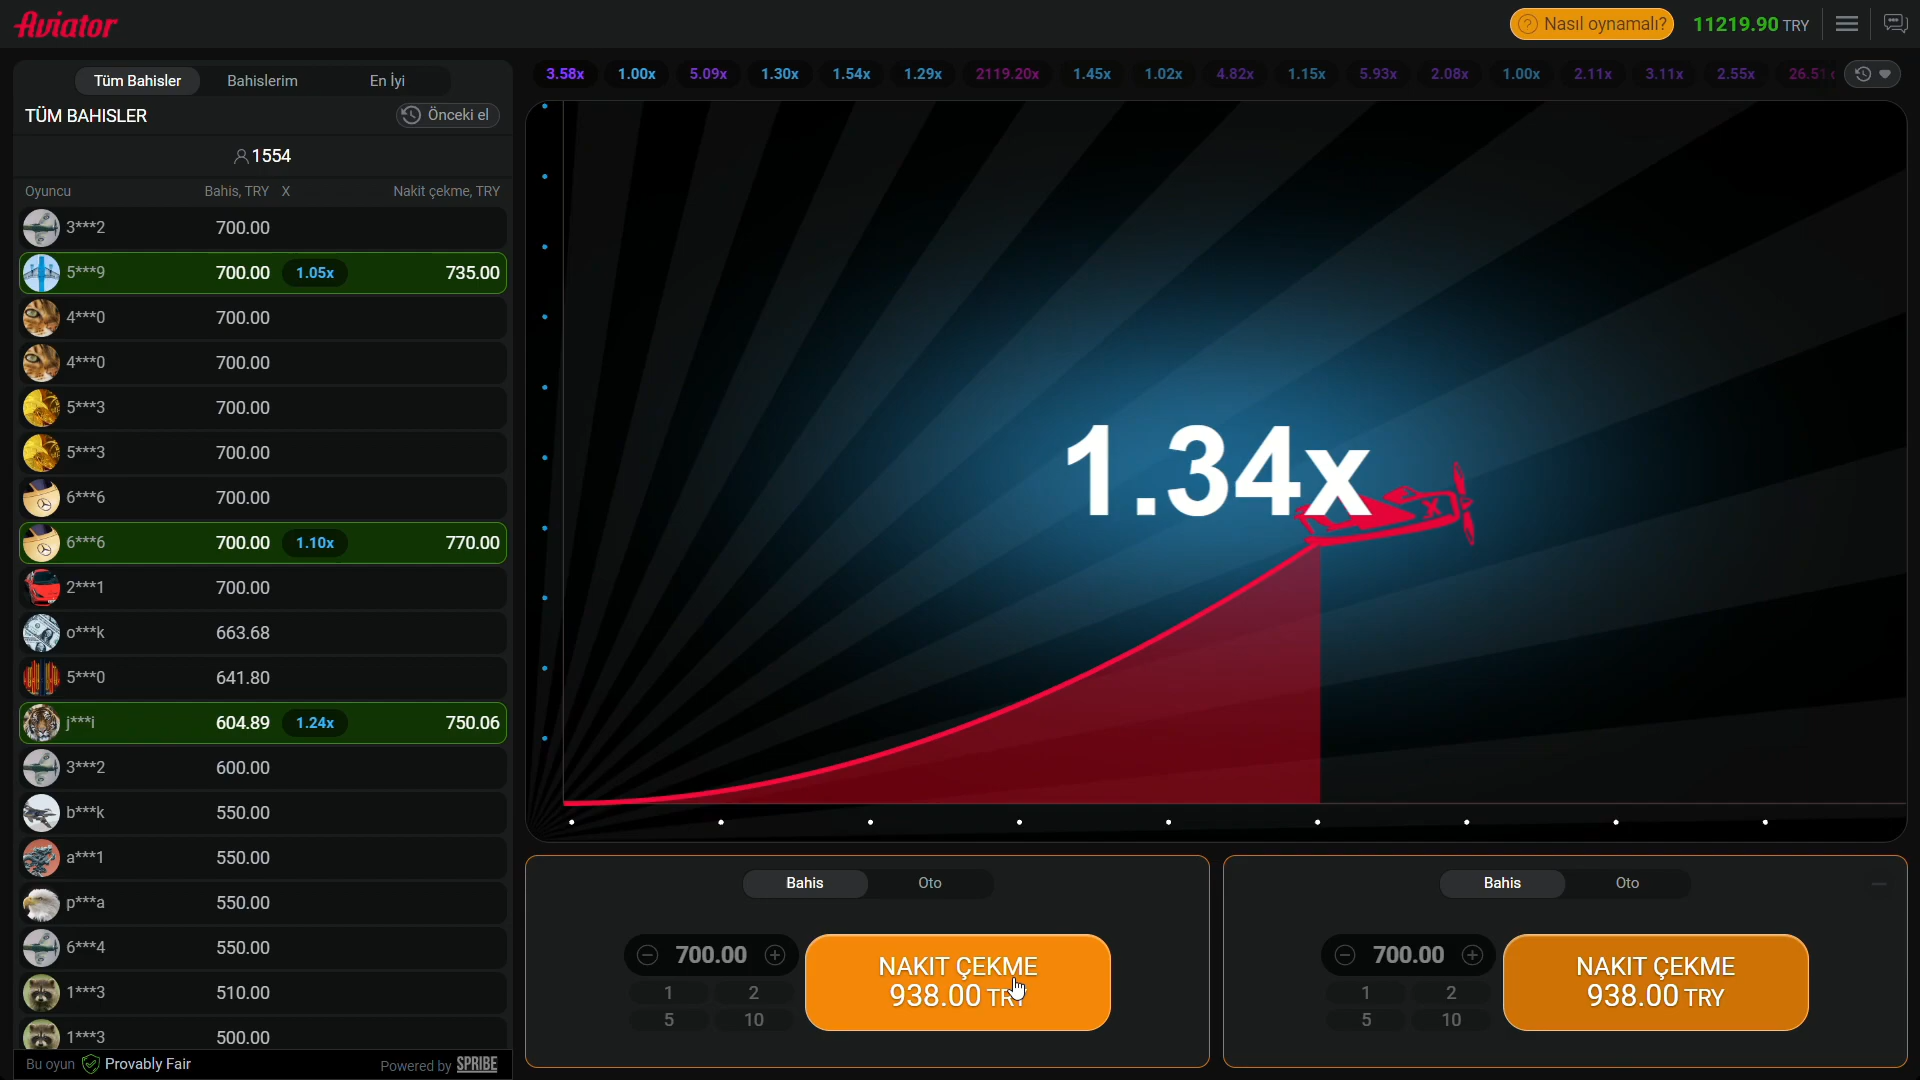 Aviator
Nasıl oynamalı?
11219.90 TRY
Tüm Bahisler Bahislerim En İyi
TÜM BAHISLER Önceki el
1554
Oyuncu Bahis, TRY X Nakit çekme, TRY
3***2 700.00
5***9 700.00 1.05x 735.00
4***0 700.00
4***0 700.00
5***3 700.00
5***3 700.00
6***6 700.00
6***6 700.00 1.10x 770.00
2***1 700.00
o***k 663.68
5***0 641.80
j***i 604.89 1.24x 750.06
3***2 600.00
b***k 550.00
a***1 550.00
p***a 550.00
6***4 550.00
1***3 510.00
1***3 500.00
Bu oyun Provably Fair Powered by SPRIBE
3.58x 1.00x 5.09x 1.30x 1.54x 1.29x 2119.20x 1.45x 1.02x 4.82x 1.15x 5.93x 2.08x 1.00x 2.11x 3.11x 2.55x 26.51
1.34x
X
Bahis Oto
700.00
1 2
5 10
NAKIT ÇEKME
938.00 TRY
Bahis Oto
700.00
1 2
5 10
NAKIT ÇEKME
938.00 TRY